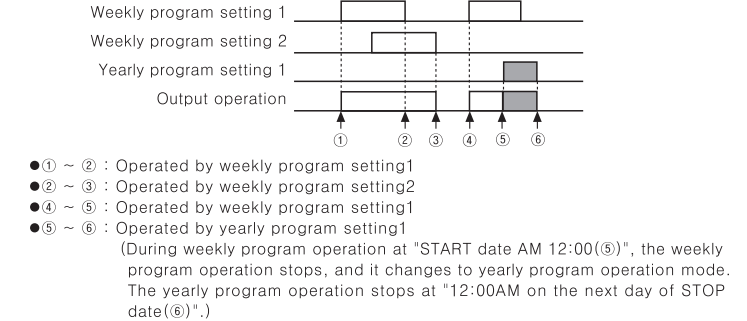 Weekly program setting 1
Weekly program setting 2
Yearly program setting 1
Output operation
① ② ③ ④ ⑤ ⑥
●① ~ ② : Operated by weekly program setting1
●② ~ ③ : Operated by weekly program setting2
●④ ~ ⑤ : Operated by weekly program setting1
●⑤ ~ ⑥ : Operated by yearly program setting1
(During weekly program operation at "START date AM 12:00(⑤)", the weekly
program operation stops, and it changes to yearly program operation mode.
The yearly program operation stops at "12:00AM on the next day of STOP
date(⑥)".)